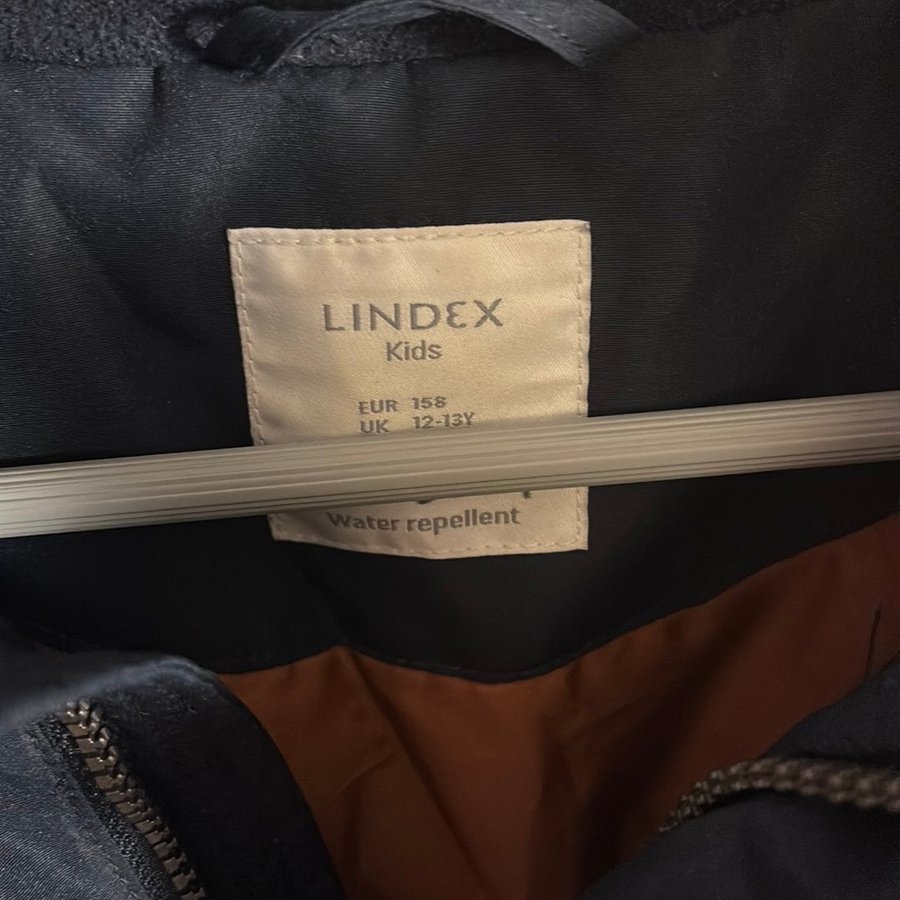 LINDEX
Kids
EUR 158
UK 12-13Y
Water repellent